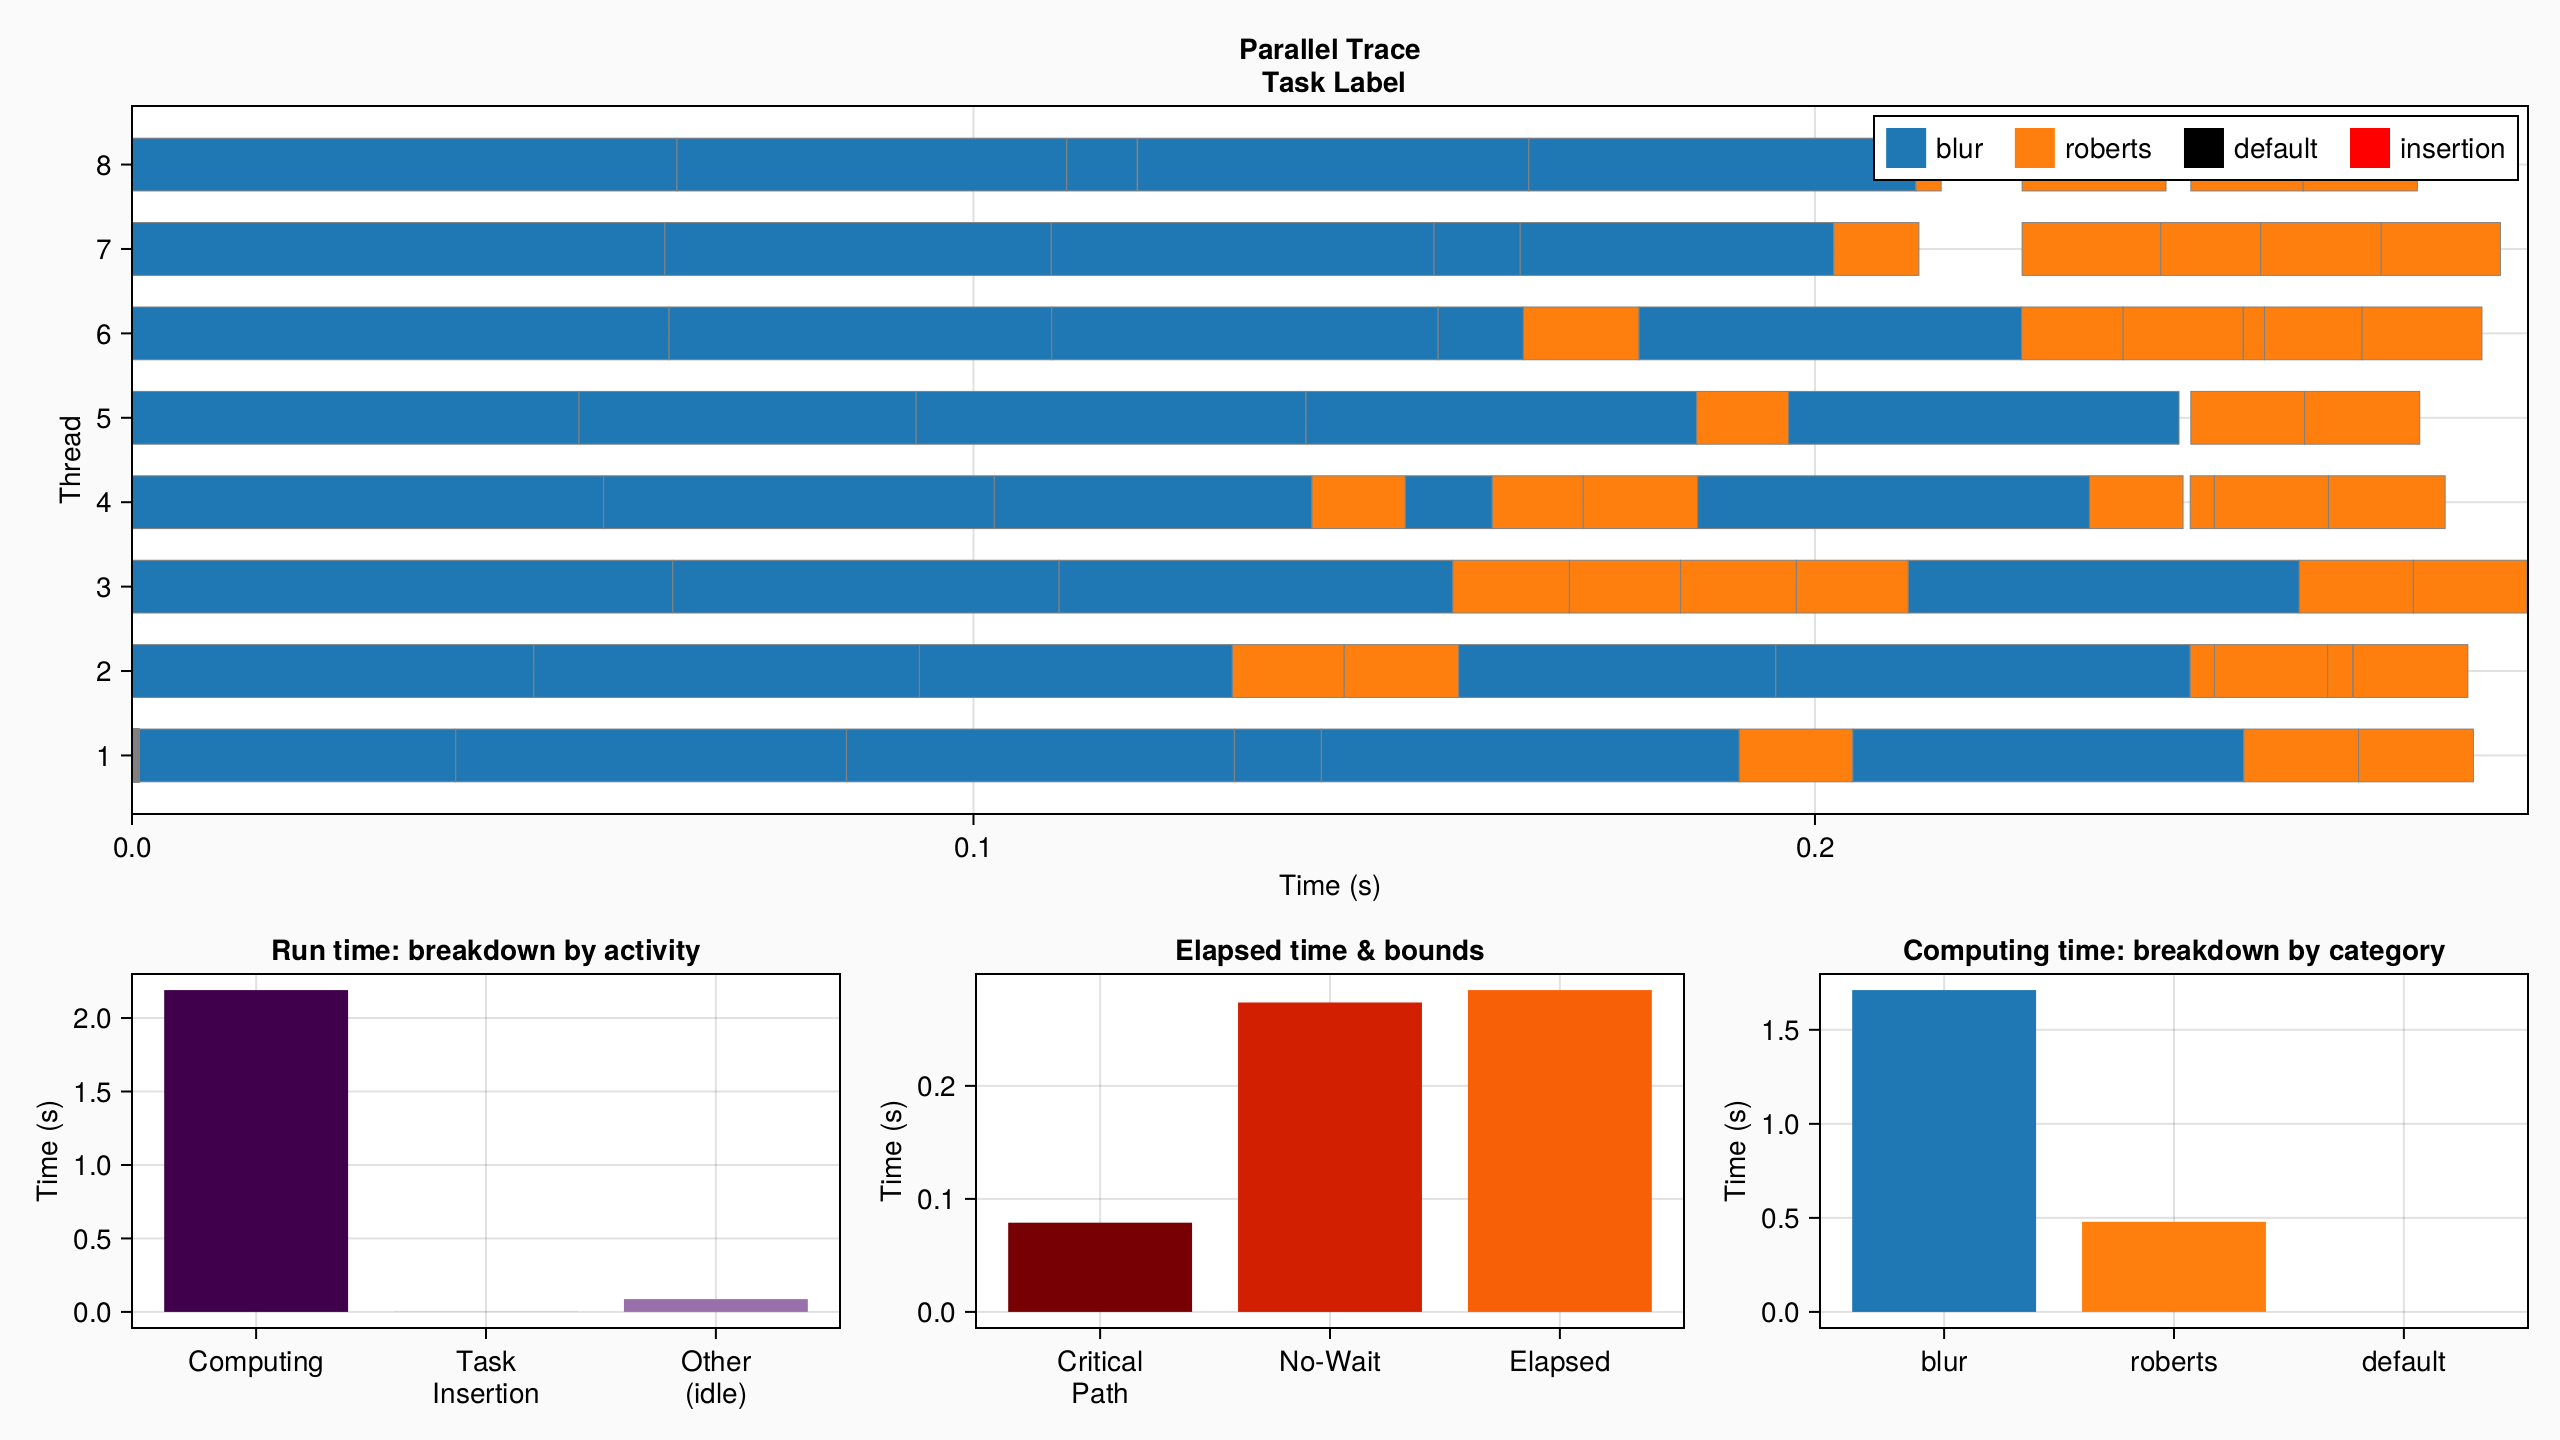 Parallel Trace
Task Label
blur
roberts
default
insertion
Thread
8
7
6
5
4
3
2
1
0.0
0.1
0.2
Time (s)
Run time: breakdown by activity
Time (s)
2.0
1.5
1.0
0.5
0.0
Computing
Task
Insertion
Other
(idle)
Elapsed time & bounds
Time (s)
0.2
0.1
0.0
Critical
Path
No-Wait
Elapsed
Computing time: breakdown by category
Time (s)
1.5
1.0
0.5
0.0
blur
roberts
default